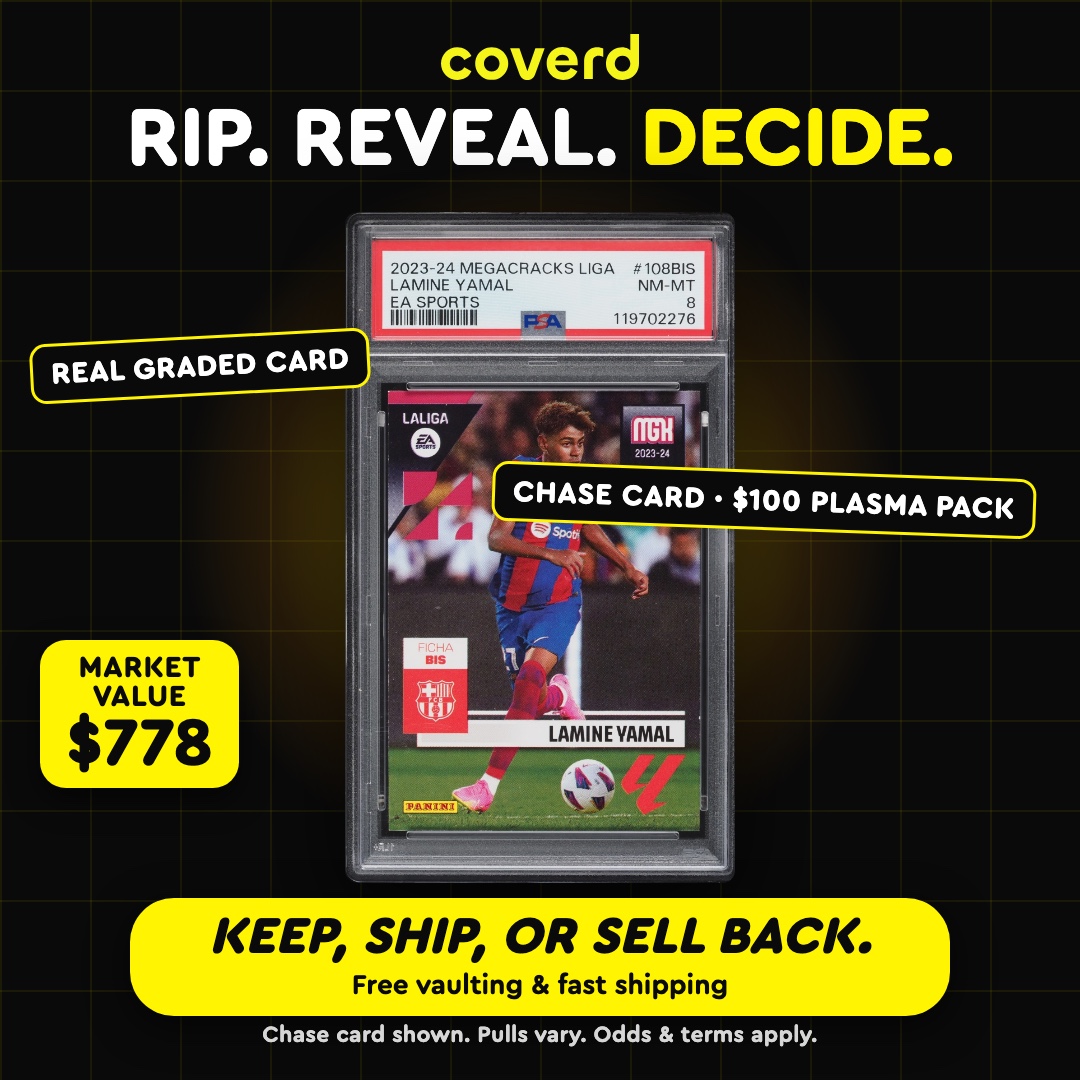 coverd
RIP. REVEAL. DECIDE.
2023-24 MEGACRACKS LIGA #108BIS
LAMINE YAMAL NM-MT
EA SPORTS 8
PSA 119702276
REAL GRADED CARD
LALIGA
EA
SPORTS
MGK
2023-24
CHASE CARD • $100 PLASMA PACK
Spoti
FICHA
BIS
FCB
MARKET
VALUE
$778
LAMINE YAMAL
PANINI
KEEP, SHIP, OR SELL BACK.
Free vaulting & fast shipping
Chase card shown. Pulls vary. Odds & terms apply.